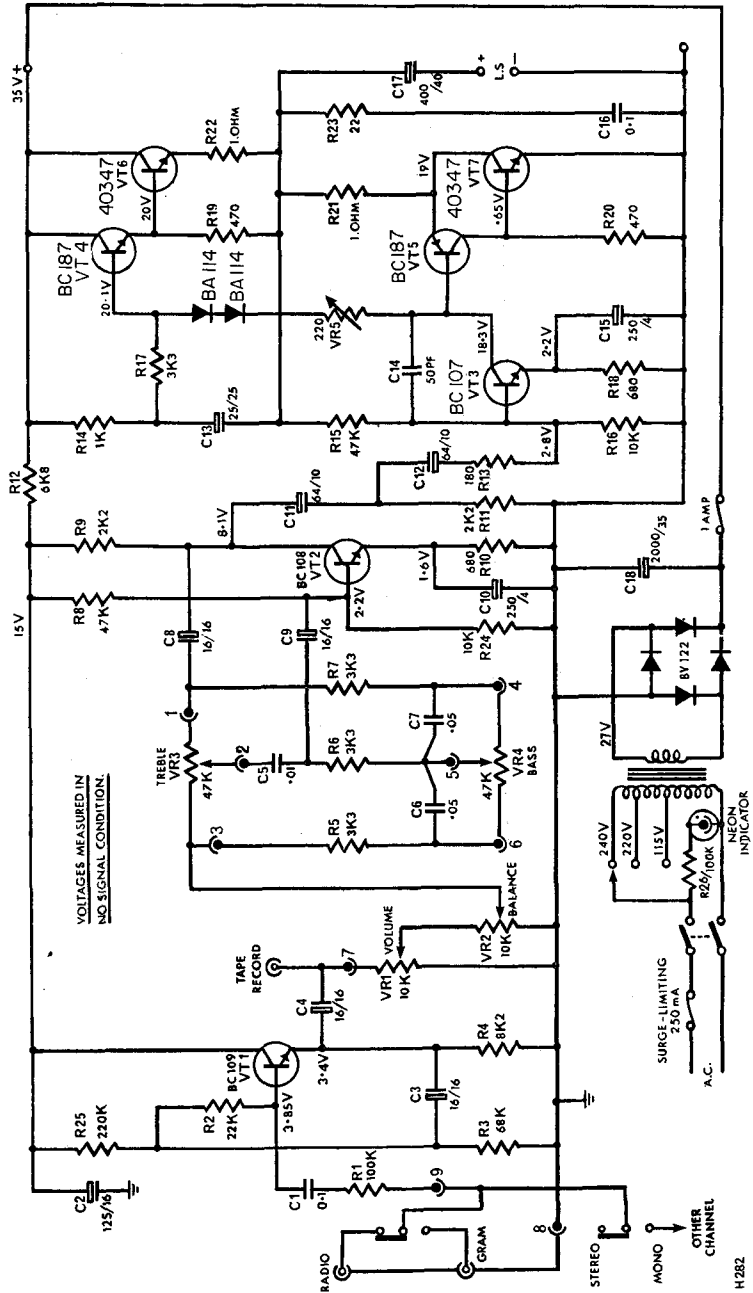 VOLTAGES MEASURED IN
NO SIGNAL CONDITION.
C2
125/16
R25
220K
R2
22K
BC109
VT1
3·85V
3·4V
C1
0·1
R1
100K
9
R3
68K
C3
16/16
R4
8K2
C4
16/16
TAPE
RECORD
7
VOLUME
VR1
10K
VR2
10K
BALANCE
RADIO
GRAM
8
STEREO
MONO
OTHER
CHANNEL
H 282
15V
TREBLE
VR3
47K
1
2
3
C5
·01
R5
3K3
R6
3K3
R7
3K3
C6
·05
C7
·05
4
5
6
47K
VR4
BASS
C8
16/16
C9
16/16
R8
47K
R9
2K2
BC108
VT2
2·2V
8·1V
1·6V
10K
R24
C10
250
/4
680
R10
2K2
R11
C11
64/10
C12
64/10
180
R13
R12
6K8
35V+
R14
1K
R17
3K3
C13
25/25
R15
47K
2·8V
R16
10K
BC187
VT4
20·1V
BA114
BA114
220
VR5
C14
50PF
BC107
VT3
18·3V
2·2V
R18
680
C15
250
/4
40347
VT6
20V
R19
470
R22
1.OHM
R21
1.OHM
BC187
VT5
19V
40347
VT7
·65V
R20
470
R23
22
C16
0·1
C17
400
/40
+
L.S
−
1 AMP
C18
2000/35
BY122
27V
240V
220V
115V
R26/100K
NEON
INDICATOR
SURGE-LIMITING
250 mA
A.C.